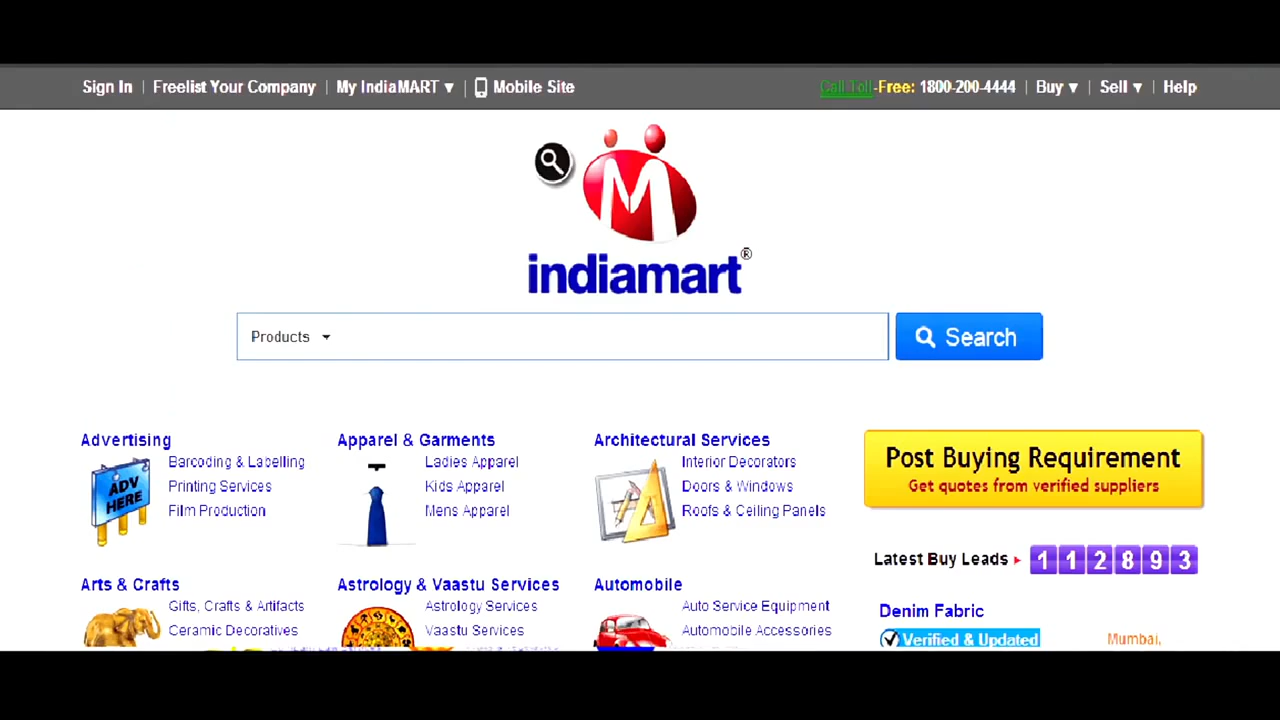 Sign In | Freelist Your Company | My IndiaMART ▼ | Mobile Site
Call Toll-Free: 1800-200-4444 | Buy ▼ | Sell ▼ | Help
M
indiamart®
Products
Search
Advertising
Barcoding & Labelling
Printing Services
Film Production
ADV HERE
Apparel & Garments
Ladies Apparel
Kids Apparel
Mens Apparel
Architectural Services
Interior Decorators
Doors & Windows
Roofs & Ceiling Panels
Post Buying Requirement
Get quotes from verified suppliers
Latest Buy Leads 112893
Arts & Crafts
Gifts, Crafts & Artifacts
Ceramic Decoratives
Astrology & Vaastu Services
Astrology Services
Vaastu Services
Automobile
Auto Service Equipment
Automobile Accessories
Denim Fabric
Verified & Updated
Mumbai,